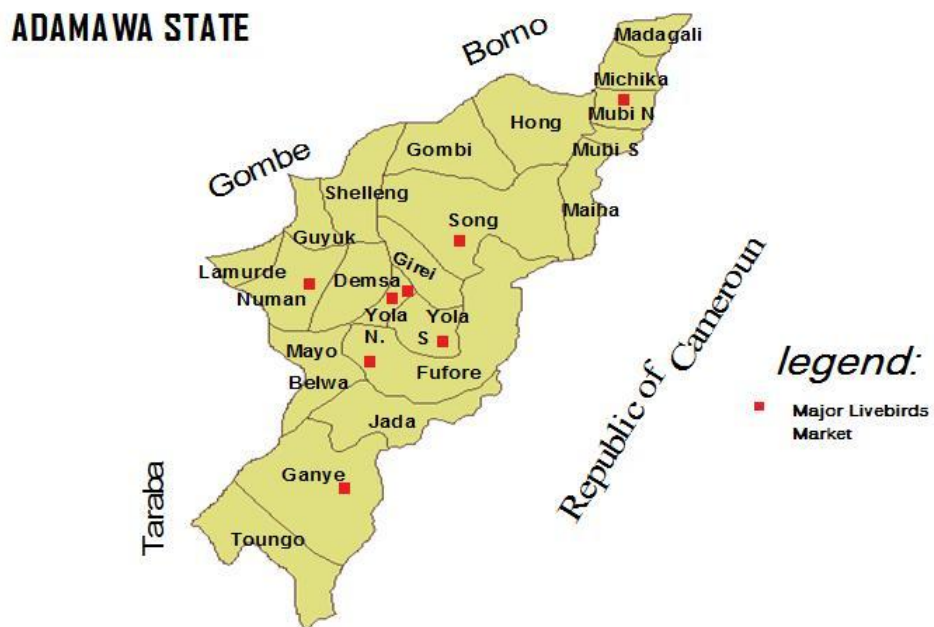 ADAMAWA STATE
Borno
Madagali
Michika
Mubi N
Hong
Gombi
Mubi S
Gombe
Shelleng
Maiha
Song
Guyuk
Girei
Lamurde
Demsa
Numan
Yola
N.
Yola
S
Mayo
Belwa
Fufore
Jada
Ganye
Toungo
Taraba
Republic of Cameroun
legend:
Major Livebirds
Market